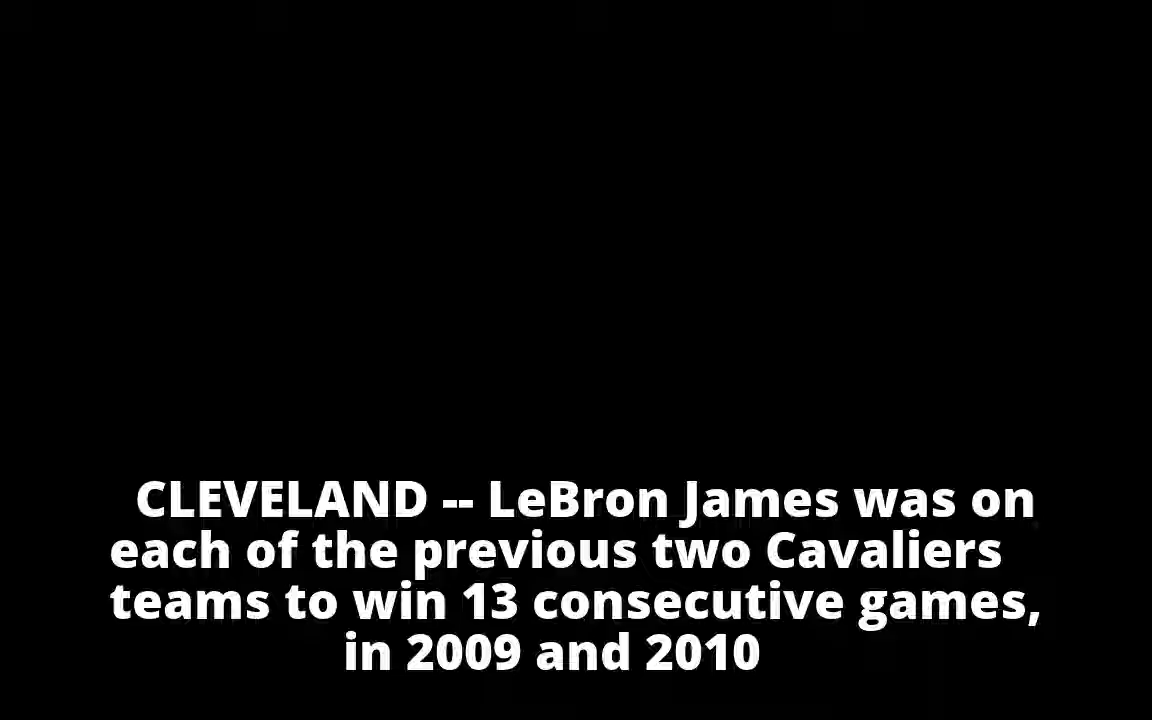 CLEVELAND -- LeBron James was on
each of the previous two Cavaliers
teams to win 13 consecutive games,
in 2009 and 2010